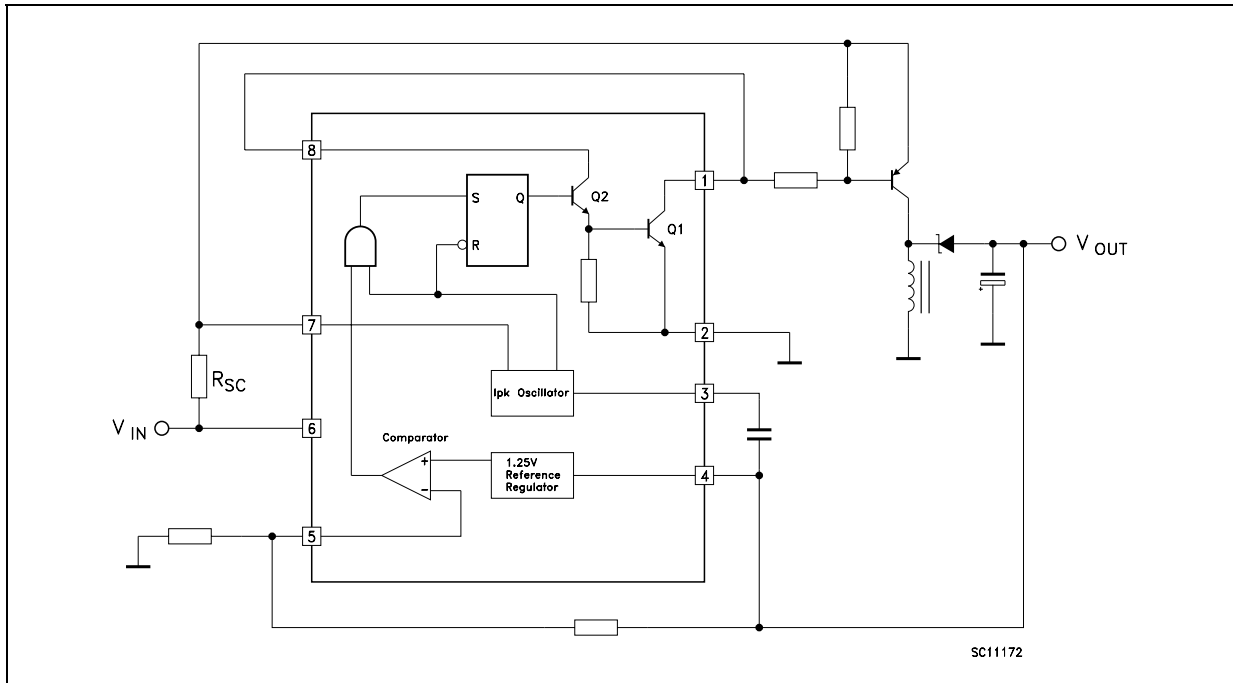 8
1
S
Q
Q2
Q1
R
V OUT
+
7
2
RSC
Ipk Oscillator
3
VIN
6
Comparator
+
-
1.25V
Reference
Regulator
4
5
SC11172